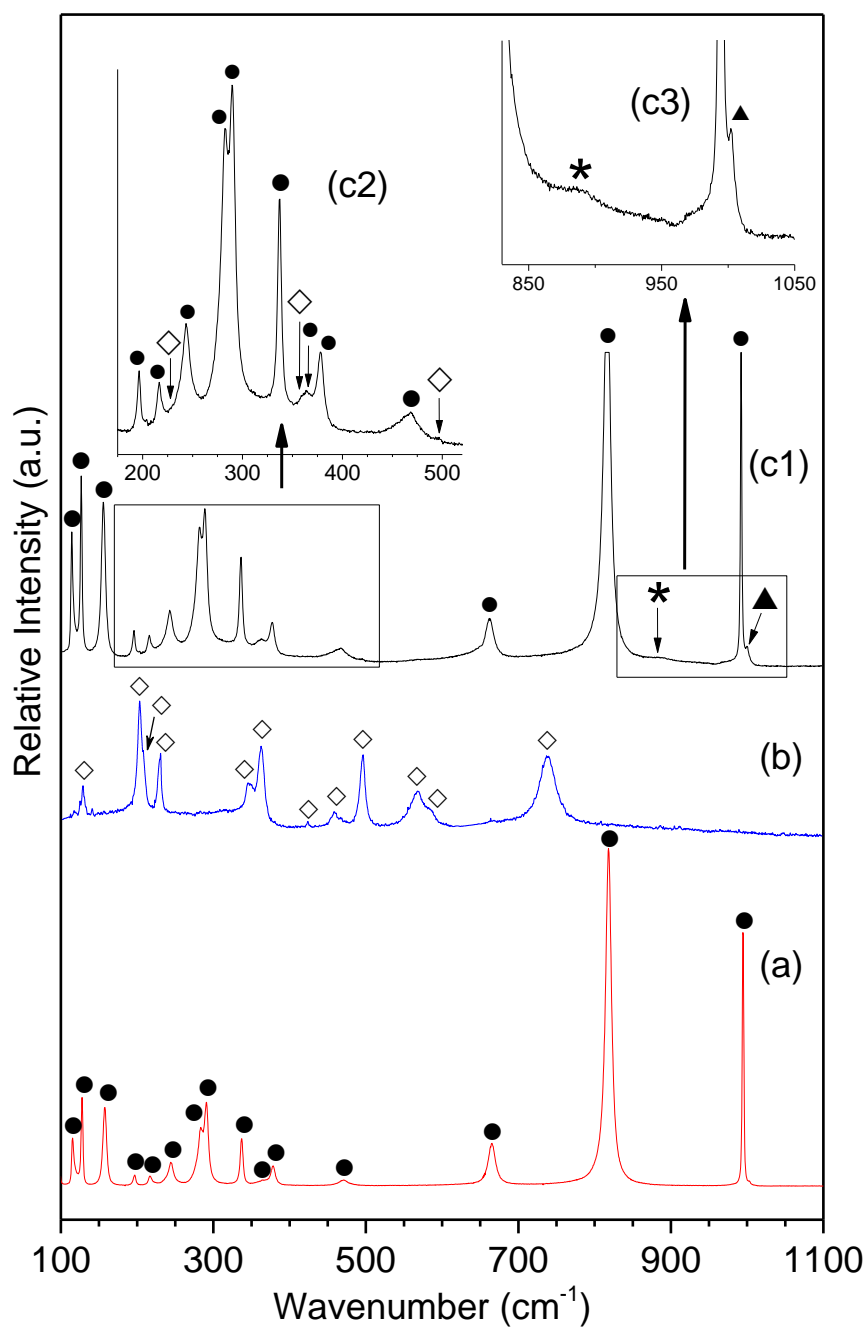 (c3)
*
850
950
1050
(c2)
200
300
400
500
(c1)
*
(b)
(a)
Relative Intensity (a.u.)
100
300
500
700
900
1100
Wavenumber (cm⁻¹)